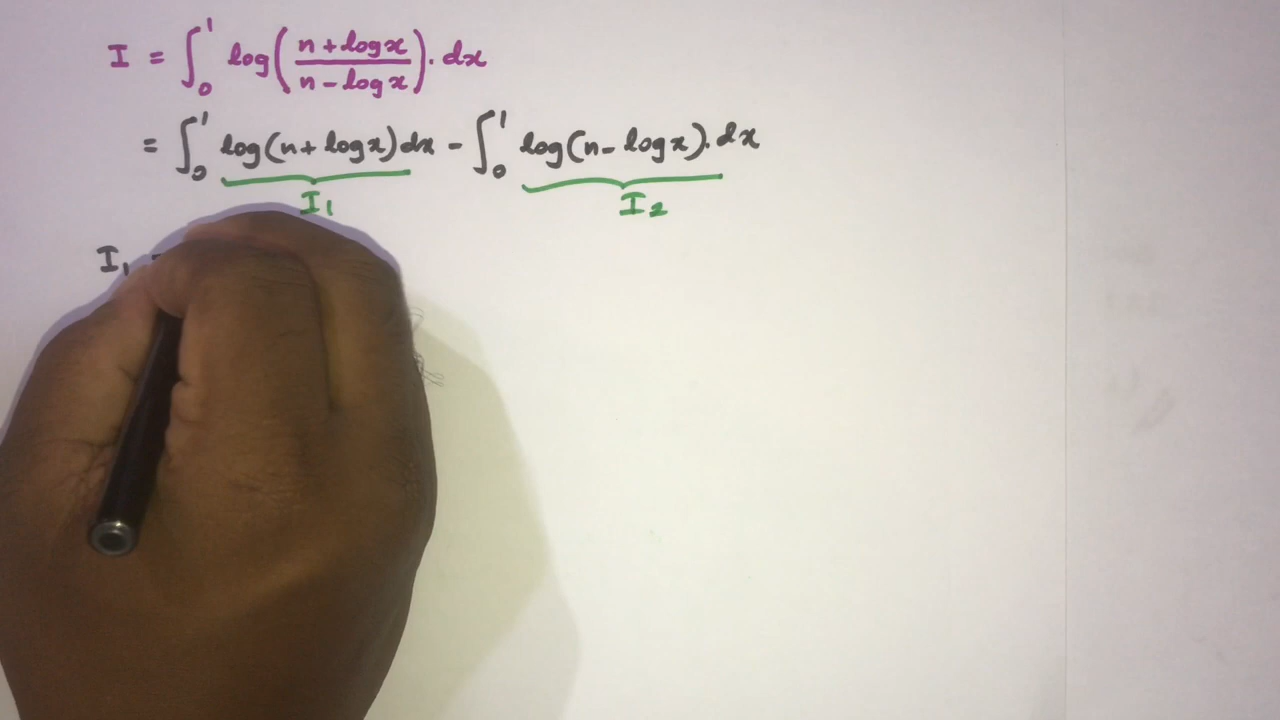 I = ∫₀¹ log((n + log x)/(n - log x)). dx
= ∫₀¹ log(n + log x) dx - ∫₀¹ log(n - log x). dx
I₁ I₂
I₁ =